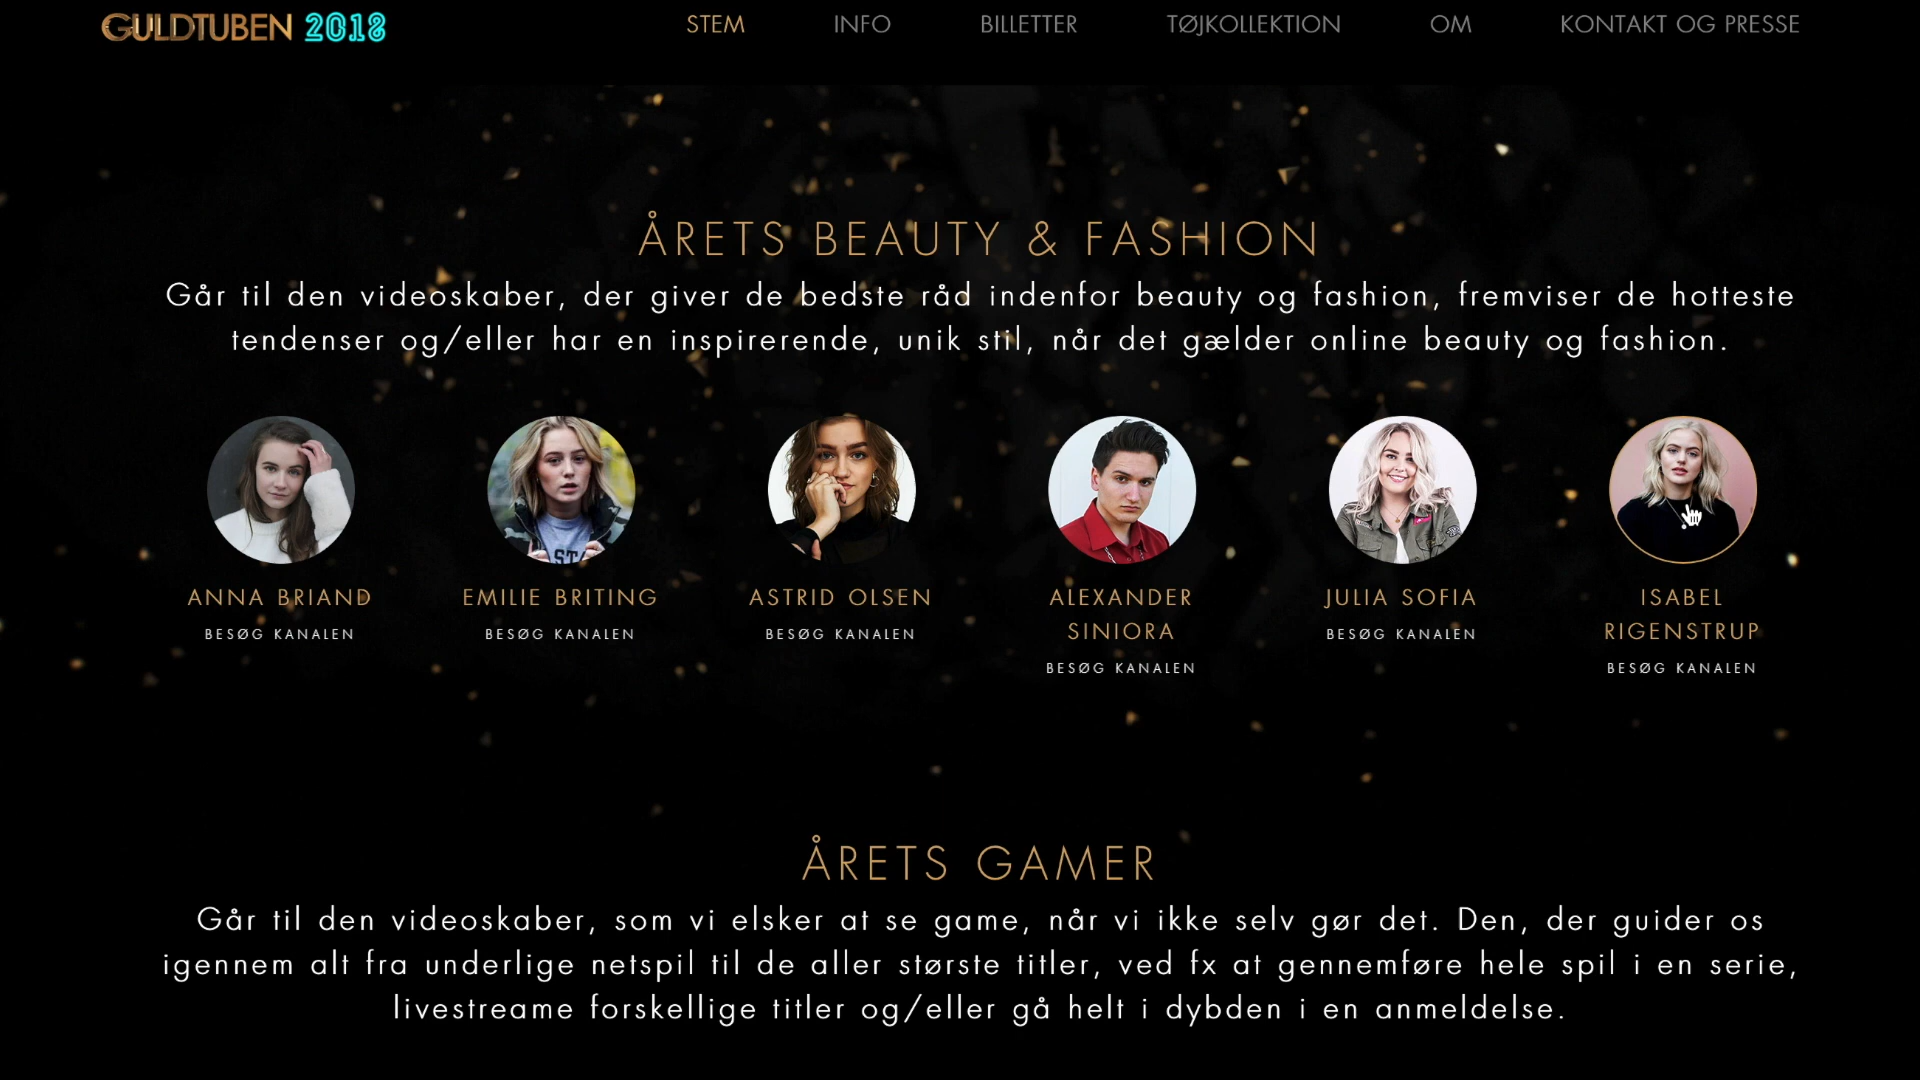 GULDTUBEN 2018
STEM INFO BILLETTER TØJKOLLEKTION OM KONTAKT OG PRESSE
ÅRETS BEAUTY & FASHION
Går til den videoskaber, der giver de bedste råd indenfor beauty og fashion, fremviser de hotteste
tendenser og/eller har en inspirerende, unik stil, når det gælder online beauty og fashion.
ANNA BRIAND
BESØG KANALEN
EMILIE BRITING
BESØG KANALEN
ASTRID OLSEN
BESØG KANALEN
ALEXANDER
SINIORA
BESØG KANALEN
JULIA SOFIA
BESØG KANALEN
ISABEL
RIGENSTRUP
BESØG KANALEN
ÅRETS GAMER
Går til den videoskaber, som vi elsker at se game, når vi ikke selv gør det. Den, der guider os
igennem alt fra underlige netspil til de aller største titler, ved fx at gennemføre hele spil i en serie,
livestreame forskellige titler og/eller gå helt i dybden i en anmeldelse.